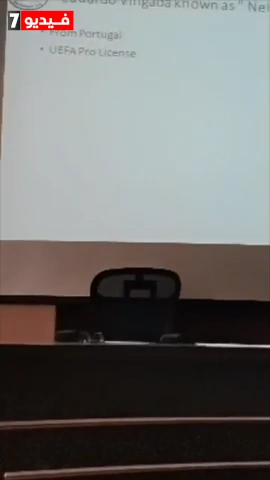 فيديو 7
Eduardo Vingada known as " Nel
• From Portugal
• UEFA Pro License